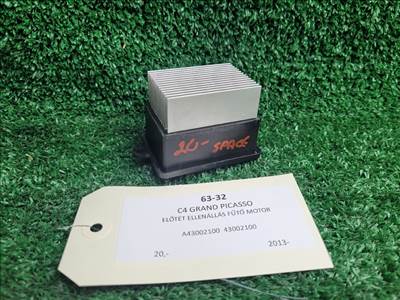 20- SPACE
63-32
C4 GRAND PICASSO
ELŐTÉT ELLENÁLLÁS FŰTŐ MOTOR
A43002100 43002100
20,- 2013-